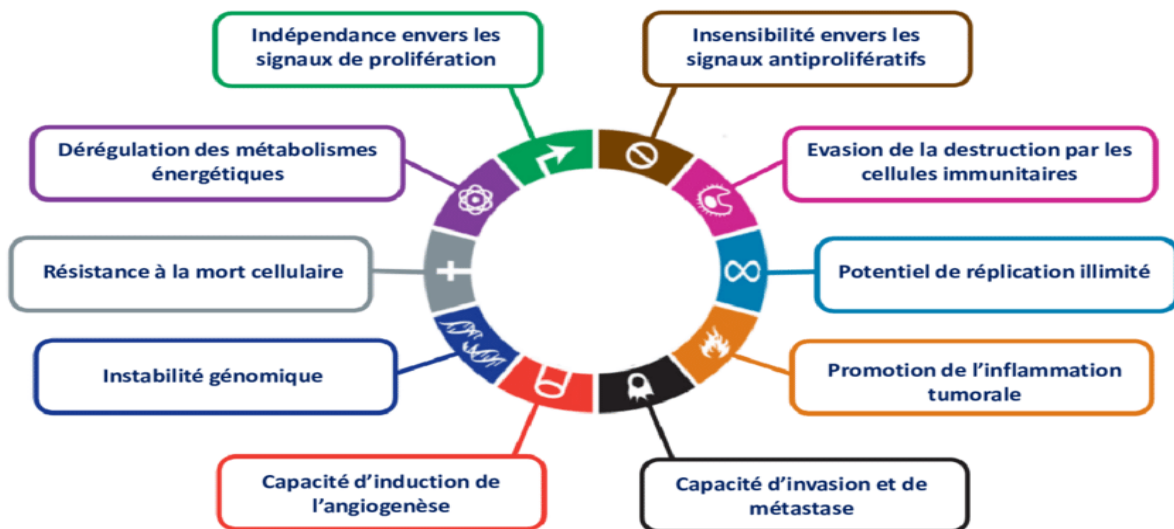 Indépendance envers les
signaux de prolifération
Insensibilité envers les
signaux antiprolifératifs
Dérégulation des métabolismes
énergétiques
Evasion de la destruction par les
cellules immunitaires
Résistance à la mort cellulaire
Potentiel de réplication illimité
Instabilité génomique
Promotion de l'inflammation
tumorale
Capacité d'induction de
l'angiogenèse
Capacité d'invasion et de
métastase